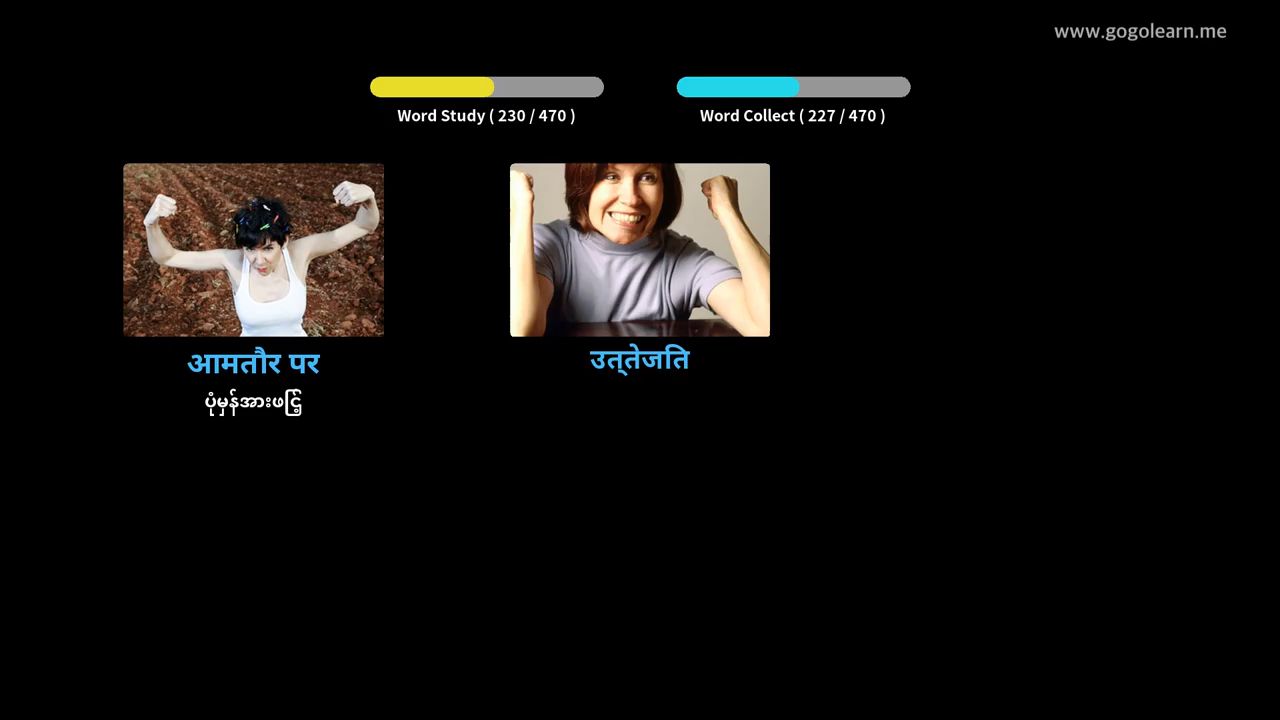 www.gogolearn.me
Word Study ( 230 / 470 )
Word Collect ( 227 / 470 )
आमतौर पर
ပုံမှန်အားဖြင့်
उत्तेजति